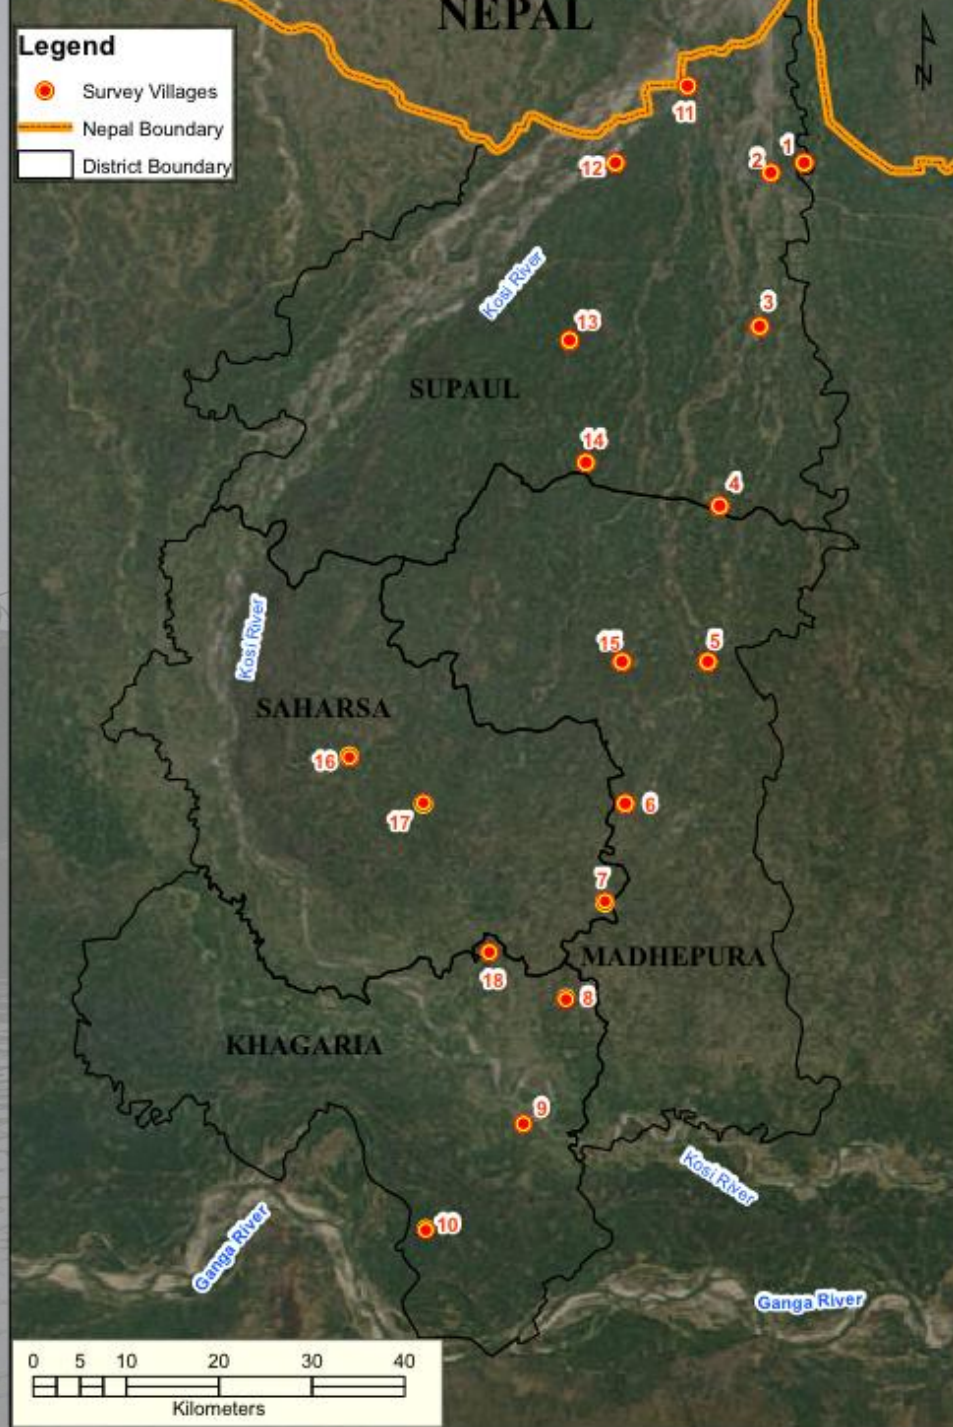 NEPAL
Legend
Survey Villages
Nepal Boundary
District Boundary
N
11
1
2
12
Kosi River
3
13
SUPAUL
14
4
Kosi River
15
5
SAHARSA
16
17
6
7
MADHEPURA
18
8
KHAGARIA
9
Kosi River
10
Ganga River
Ganga River
0 5 10 20 30 40
Kilometers